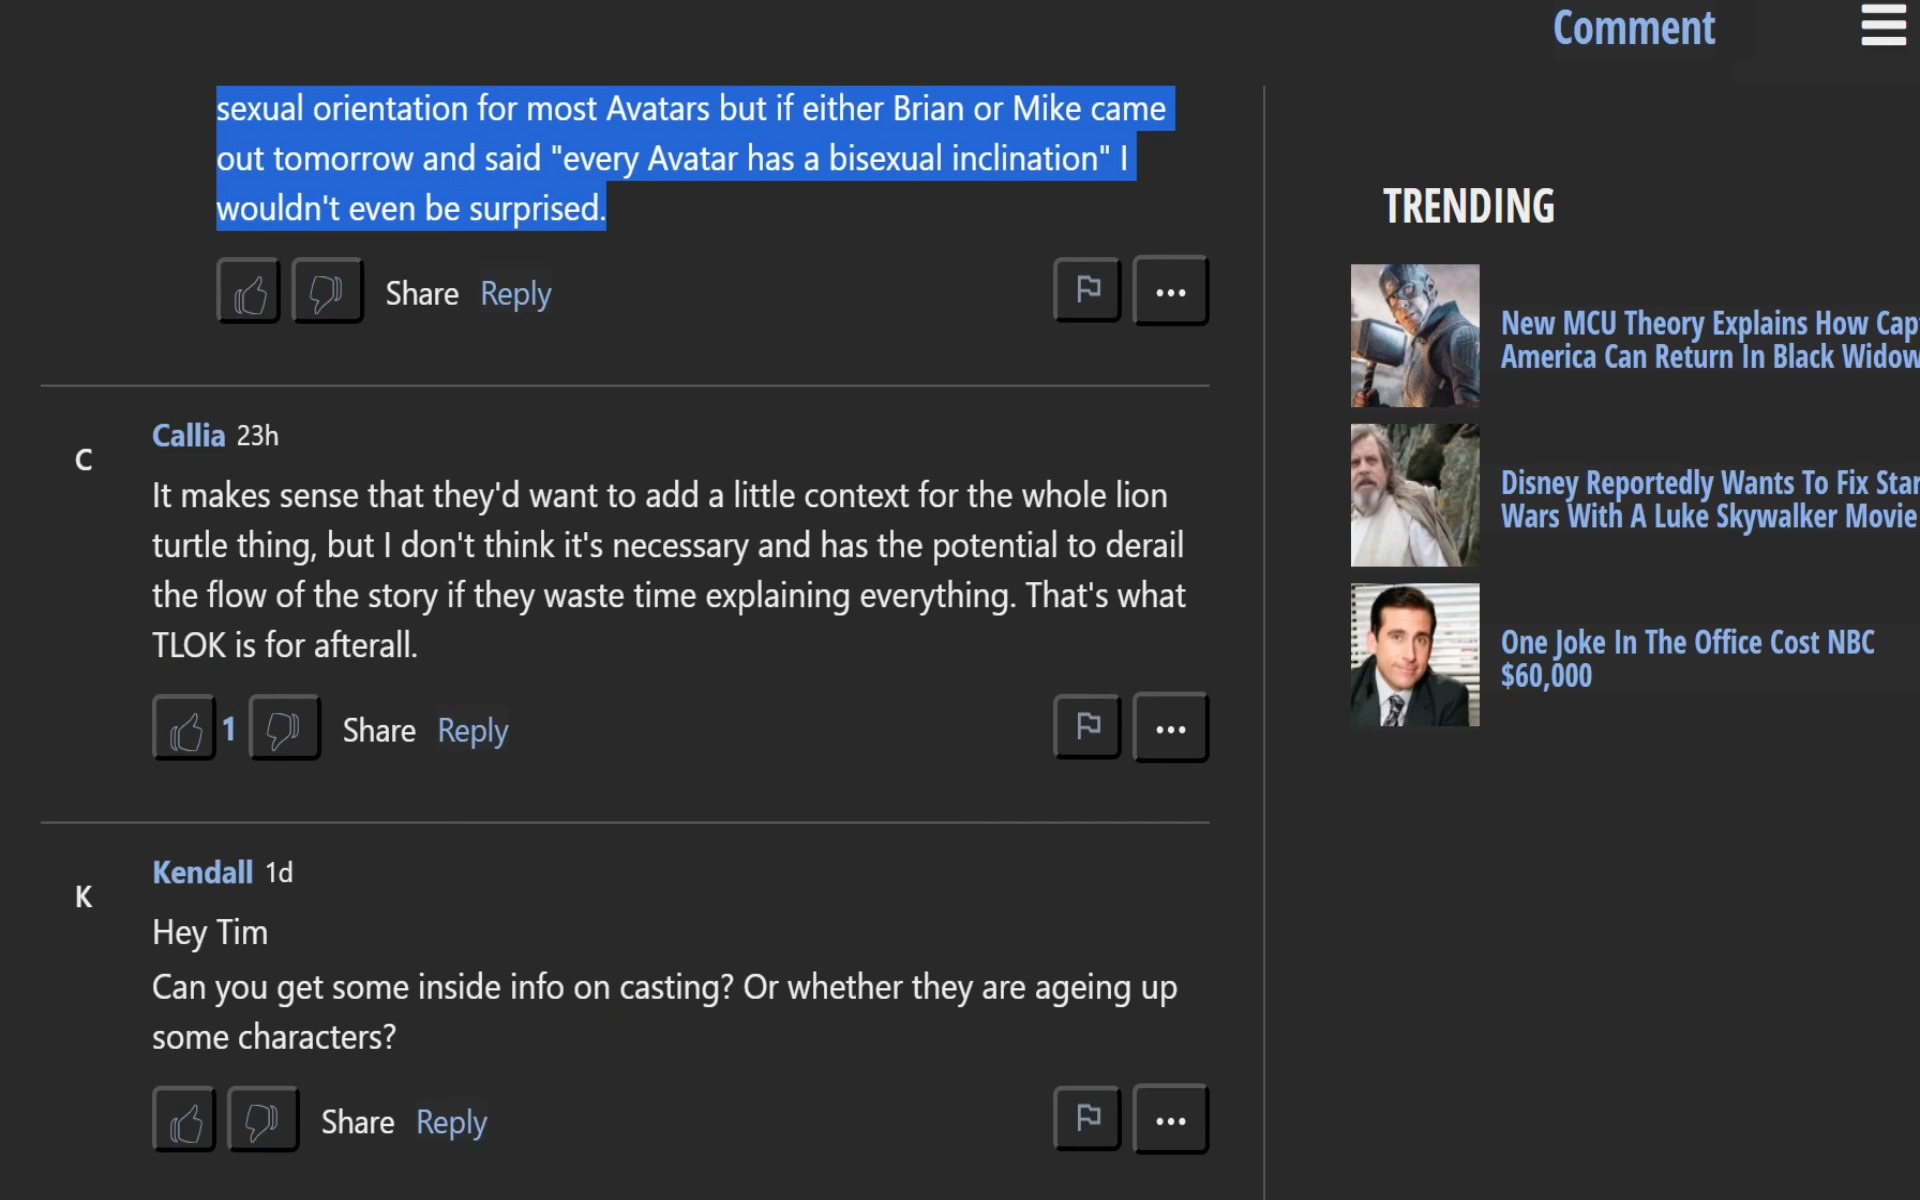 Comment
sexual orientation for most Avatars but if either Brian or Mike came
out tomorrow and said "every Avatar has a bisexual inclination" I
wouldn't even be surprised.
Share Reply
C
Callia 23h
It makes sense that they'd want to add a little context for the whole lion
turtle thing, but I don't think it's necessary and has the potential to derail
the flow of the story if they waste time explaining everything. That's what
TLOK is for afterall.
1 Share Reply
K
Kendall 1d
Hey Tim
Can you get some inside info on casting? Or whether they are ageing up
some characters?
Share Reply
TRENDING
New MCU Theory Explains How Cap
America Can Return In Black Widow
Disney Reportedly Wants To Fix Star
Wars With A Luke Skywalker Movie
One Joke In The Office Cost NBC
$60,000